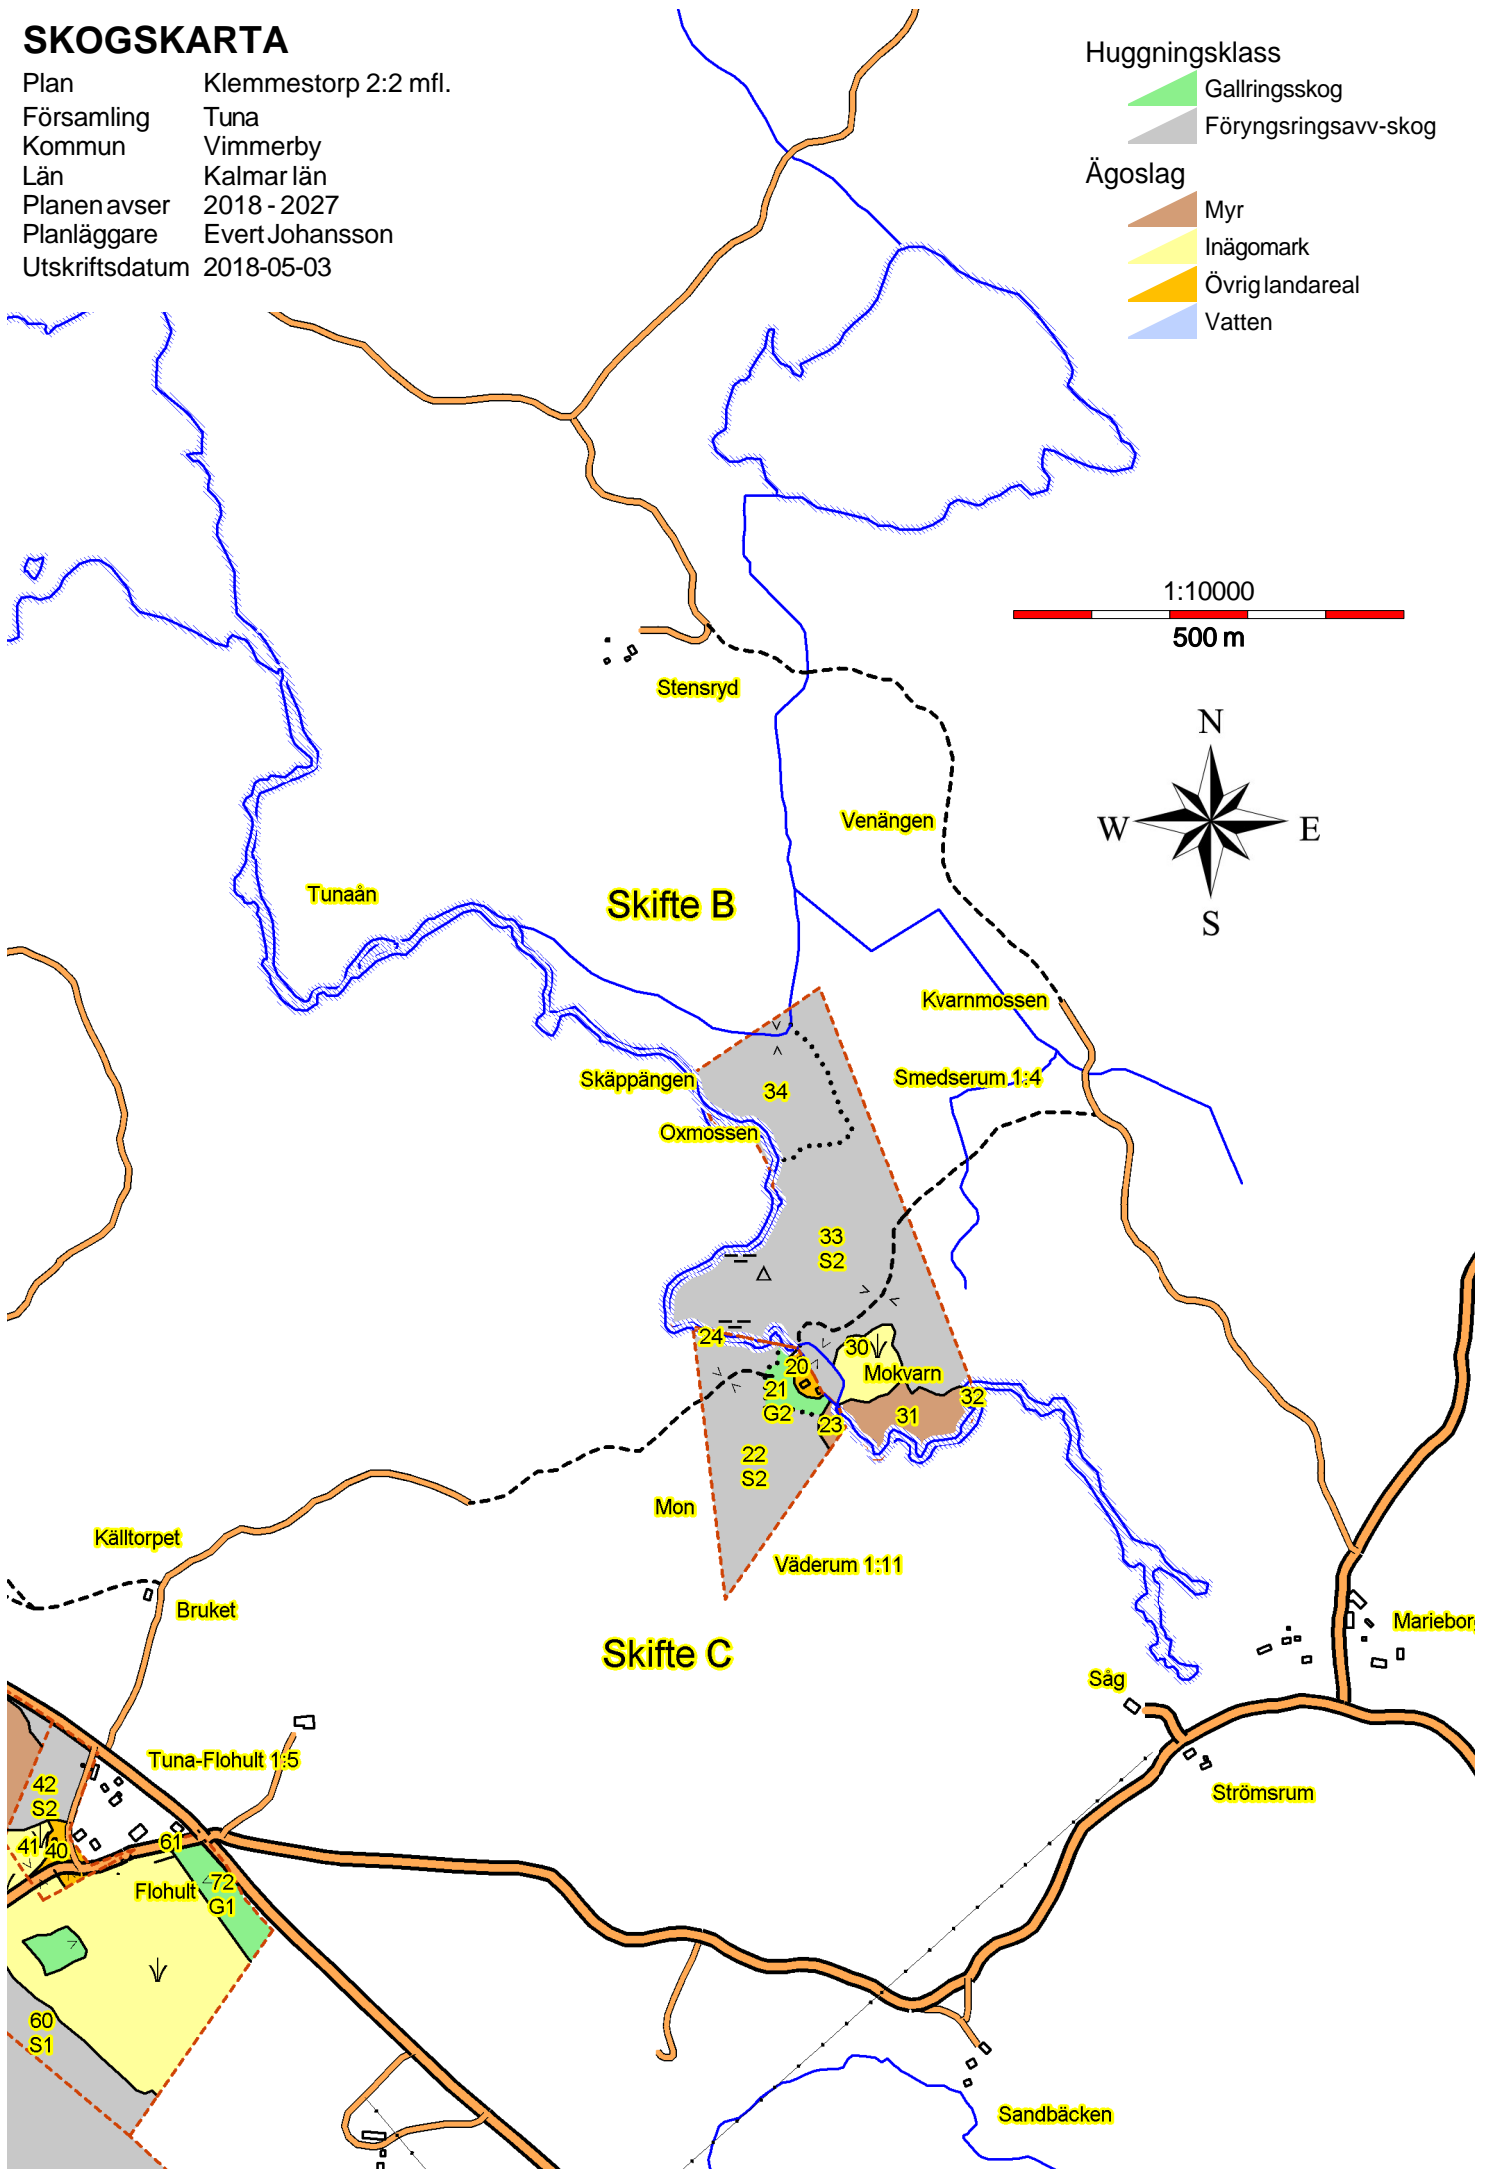 SKOGSKARTA
Plan Klemmestorp 2:2 mfl.
Församling Tuna
Kommun Vimmerby
Län Kalmar län
Planen avser 2018 - 2027
Planläggare Evert Johansson
Utskriftsdatum 2018-05-03
Huggningsklass
Gallringsskog
Föryngsringsavv-skog
Ägoslag
Myr
Inägomark
Övrig landareal
Vatten
1:10000
500 m
Stensryd
N
W E
S
Venängen
Tunaån
Skifte B
Kvarnmossen
Skäppängen
34
Smedserum 1:4
Oxmossen
33
S2
24
30
20
Mokvarn
21
G2
32
31
23
22
S2
Mon
Källtorpet
Väderum 1:11
Bruket
Marieborg
Skifte C
Såg
Tuna-Flohult 1:5
42
S2
Strömsrum
41
40
61
Flohult
72
G1
60
S1
Sandbäcken